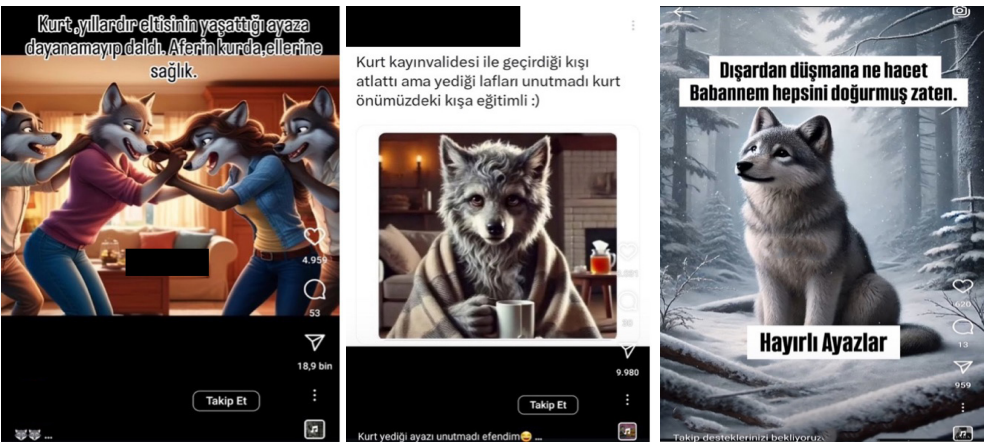 Kurt ,yıllardır eltisinin yaşattığı ayaza
dayanamayıp daldı. Aferin kurda,ellerine
sağlık.
4.959
53
18,9 bin
Takip Et
Kurt kayınvalidesi ile geçirdiği kışı
atlattı ama yediği lafları unutmadı kurt
önümüzdeki kışa eğitimli :)
9.980
Takip Et
Kurt yediği ayazı unutmadı efendim😅 ...
Dışardan düşmana ne hacet
Babannem hepsini doğurmuş zaten.
620
13
Hayırlı Ayazlar
959
Takip desteklerinizi bekliyoruz